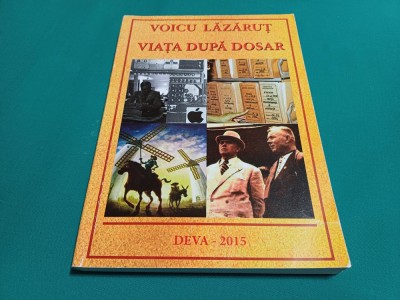 VOICU LĂZĂRUȚ
VIAȚA DUPĂ DOSAR
DEVA - 2015